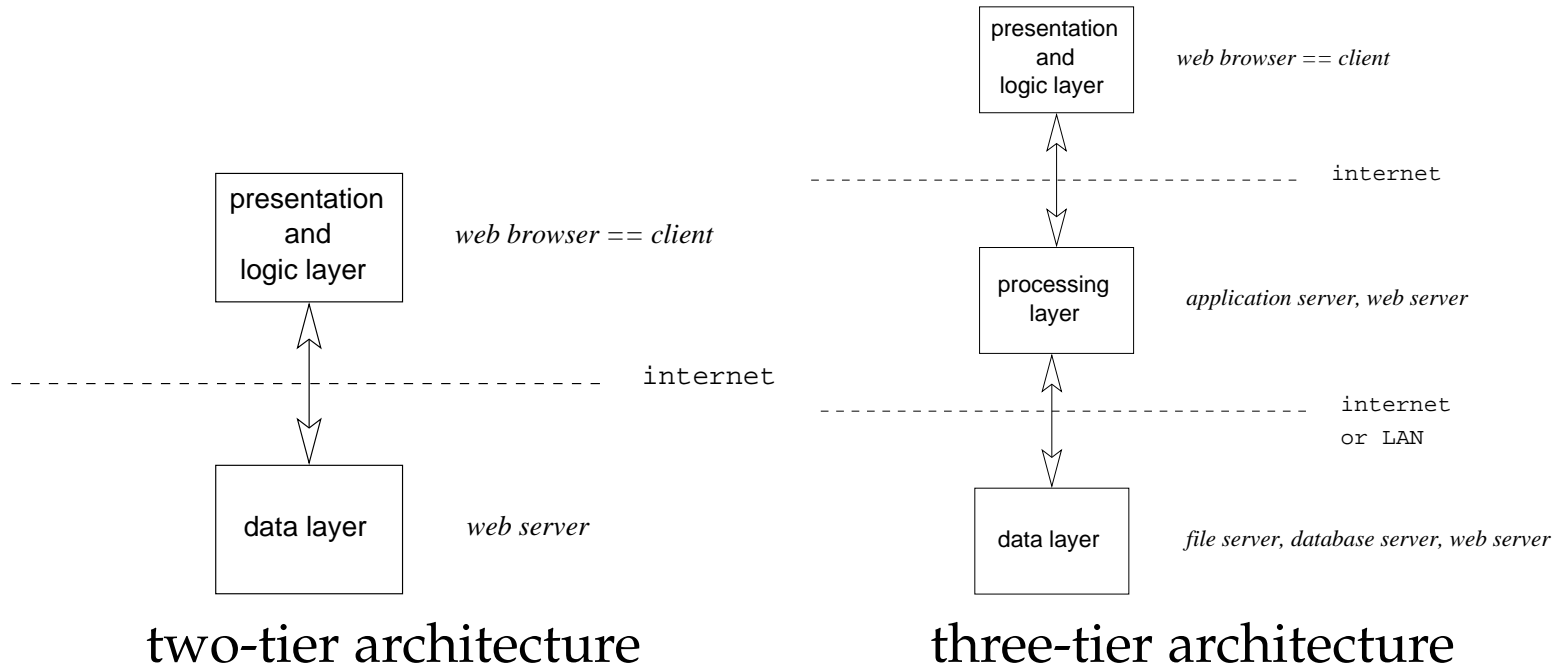 presentation
and
logic layer
web browser == client
internet
data layer
web server
two-tier architecture
presentation
and
logic layer
web browser == client
internet
processing
layer
application server, web server
internet
or LAN
data layer
file server, database server, web server
three-tier architecture